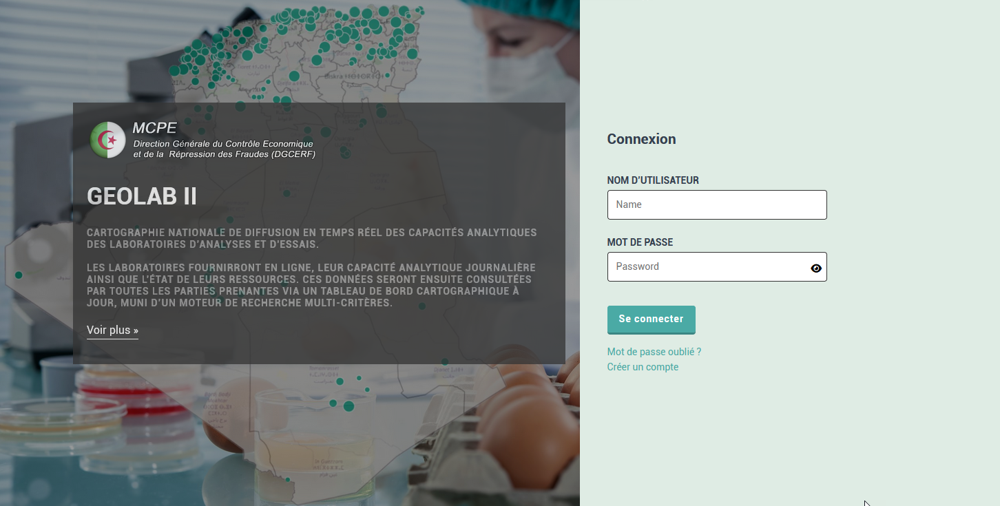 MCPE
Direction Générale du Contrôle Economique
et de la Répression des Fraudes (DGCERF)
GEOLAB II
CARTOGRAPHIE NATIONALE DE DIFFUSION EN TEMPS RÉEL DES CAPACITÉS ANALYTIQUES
DES LABORATOIRES D'ANALYSES ET D'ESSAIS.
LES LABORATOIRES FOURNIRRONT EN LIGNE, LEUR CAPACITÉ ANALYTIQUE JOURNALIÈRE
AINSI QUE L'ÉTAT DE LEURS RESSOURCES. CES DONNÉES SERONT ENSUITE CONSULTÉES
PAR TOUTES LES PARTIES PRENANTES VIA UN TABLEAU DE BORD CARTOGRAPHIQUE À
JOUR, MUNI D'UN MOTEUR DE RECHERCHE MULTI-CRITÈRES.
Voir plus »
Connexion
NOM D'UTILISATEUR
Name
MOT DE PASSE
Password
Se connecter
Mot de passe oublié ?
Créer un compte